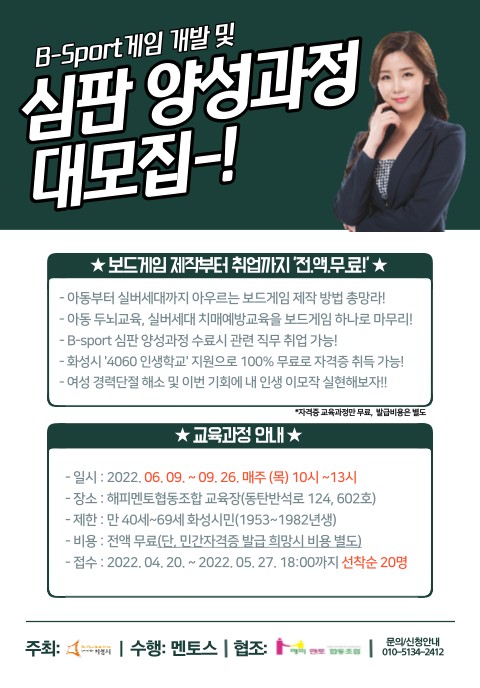 B-Sport게임 개발 및
심판 양성과정
대모집-!
★ 보드게임 제작부터 취업까지 '전.액.무.료!' ★
- 아동부터 실버세대까지 아우르는 보드게임 제작 방법 총망라!
- 아동 두뇌교육, 실버세대 치매예방교육을 보드게임 하나로 마무리!
- B-sport 심판 양성과정 수료시 관련 직무 취업 가능!
- 화성시 '4060 인생학교' 지원으로 100% 무료로 자격증 취득 가능!
- 여성 경력단절 해소 및 이번 기회에 내 인생 이모작 실현해보자!!
*자격증 교육과정만 무료, 발급비용은 별도
★ 교육과정 안내 ★
- 일시 : 2022. 06. 09. ~ 09. 26. 매주 (목) 10시 ~13시
- 장소 : 해피멘토협동조합 교육장(동탄반석로 124, 602호)
- 제한 : 만 40세~69세 화성시민(1953~1982년생)
- 비용 : 전액 무료(단, 민간자격증 발급 희망시 비용 별도)
- 접수 : 2022. 04. 20. ~ 2022. 05. 27. 18:00까지 선착순 20명
주최: 화성시 | 수행: 멘토스 | 협조: 해피 멘토 협동조합 | 문의/신청안내
010-5134-2412